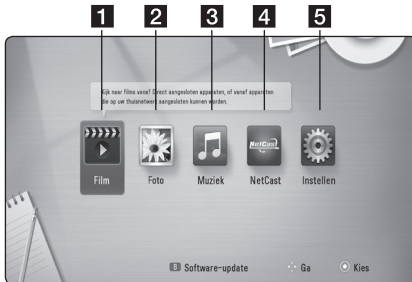 1 2 3 4 5
Kijk naar films vanaf Direct aangesloten apparaten, of vanaf apparaten
die op uw thuisnetwerk aangesloten kunnen worden.
NetCast
Film Foto Muziek NetCast Instellen
B Software-update Ga Kies